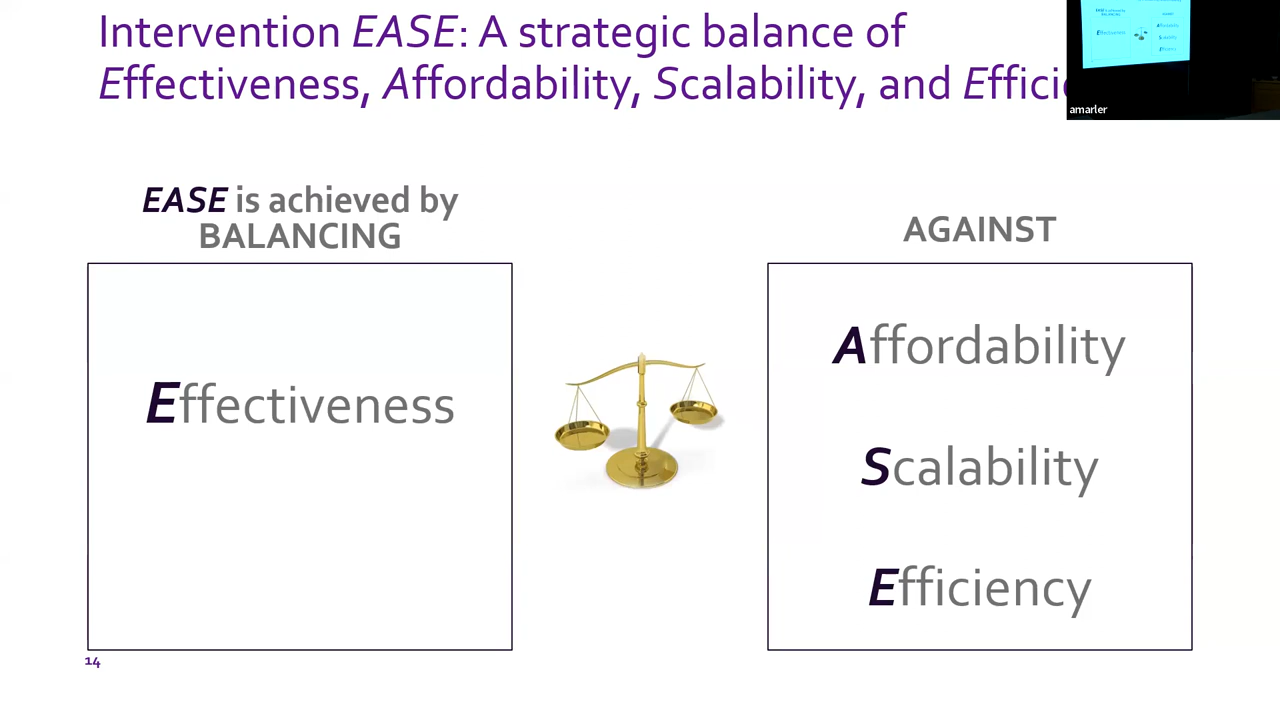 Intervention EASE: A strategic balance of
Effectiveness, Affordability, Scalability, and
amarler
EASE is achieved by
BALANCING
AGAINST
Effectiveness
Affordability
Scalability
Efficiency
14